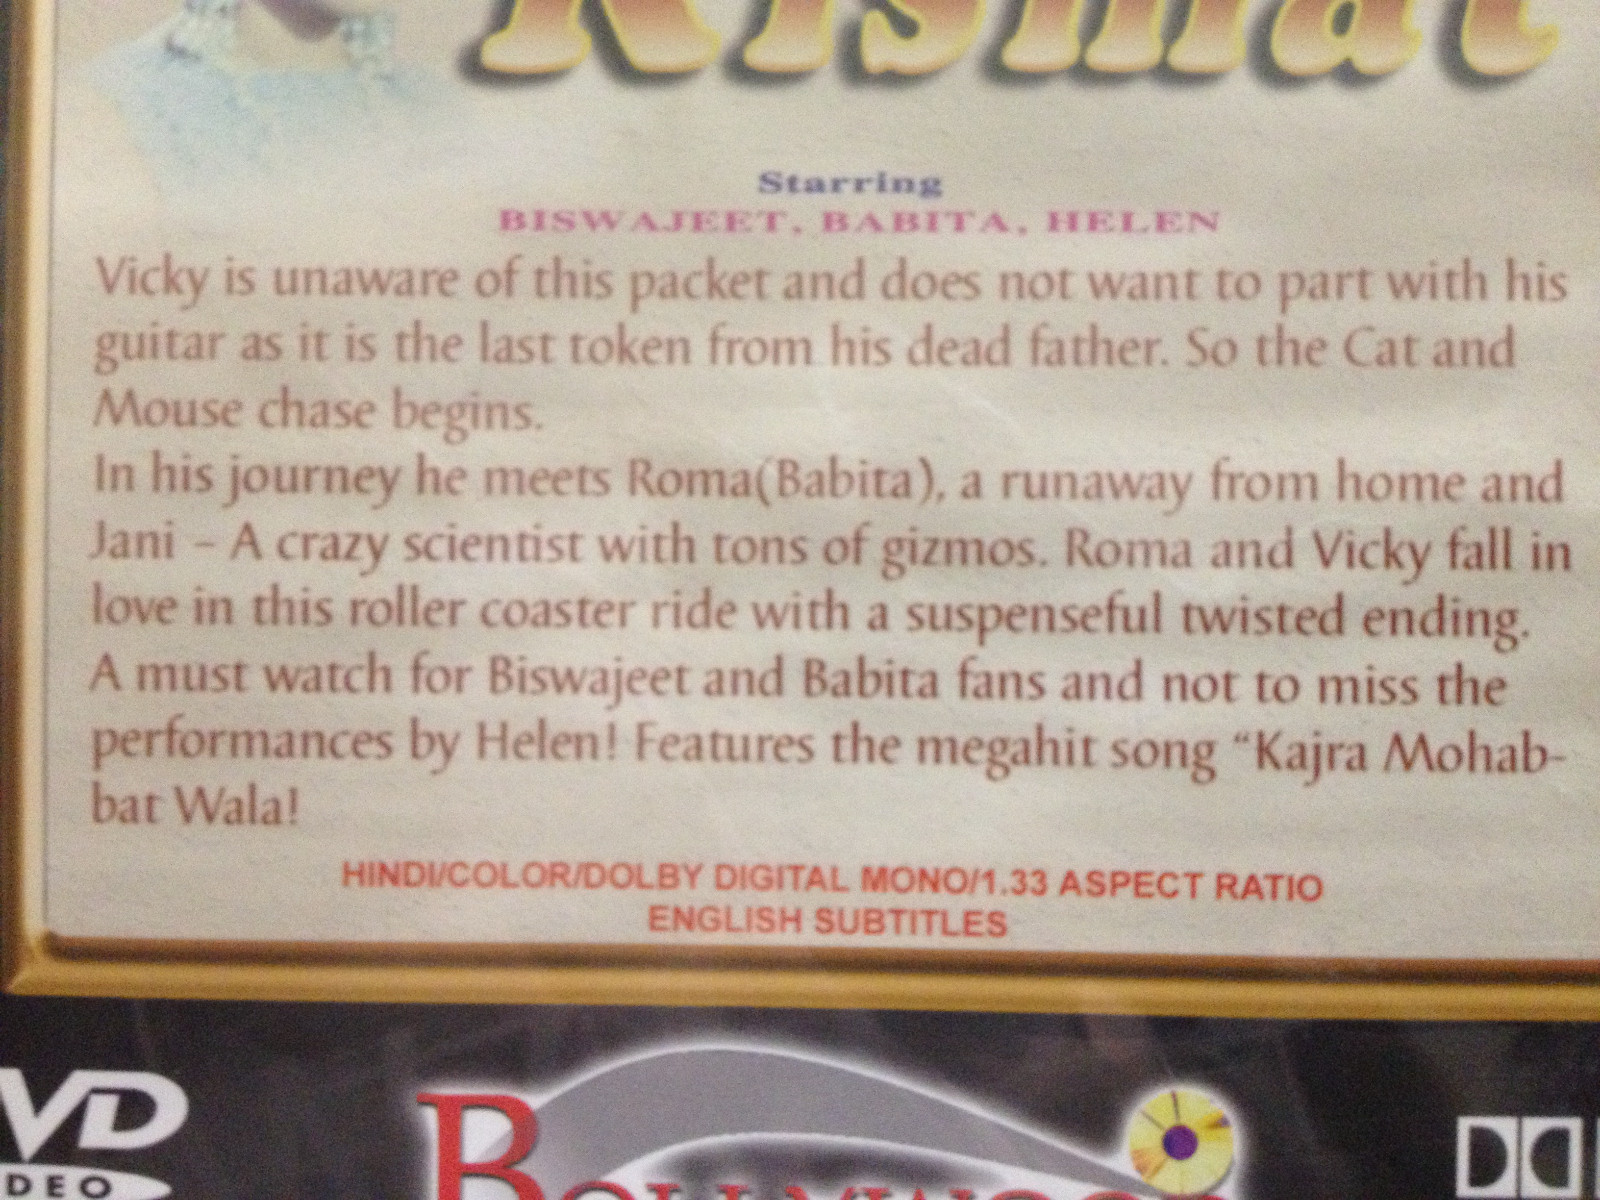 Kismat
Starring
BISWAJEET, BABITA, HELEN
Vicky is unaware of this packet and does not want to part with his
guitar as it is the last token from his dead father. So the Cat and
Mouse chase begins.
In his journey he meets Roma(Babita), a runaway from home and
Jani – A crazy scientist with tons of gizmos. Roma and Vicky fall in
love in this roller coaster ride with a suspenseful twisted ending.
A must watch for Biswajeet and Babita fans and not to miss the
performances by Helen! Features the megahit song “Kajra Mohab-
bat Wala!
HINDI/COLOR/DOLBY DIGITAL MONO/1.33 ASPECT RATIO
ENGLISH SUBTITLES
VD
DEO
BOLLYWOOD